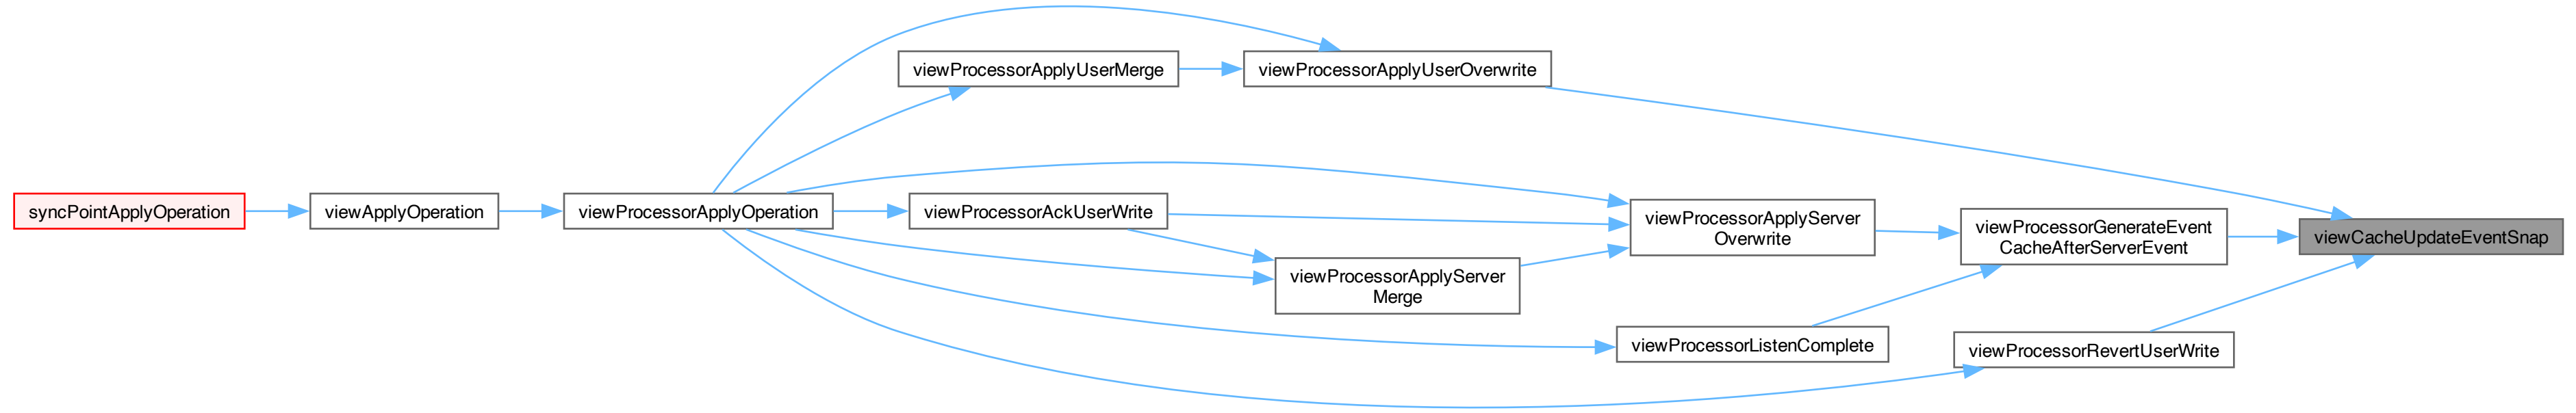 viewProcessorApplyUserMerge
viewProcessorApplyUserOverwrite
syncPointApplyOperation
viewApplyOperation
viewProcessorApplyOperation
viewProcessorAckUserWrite
viewProcessorApplyServer
Overwrite
viewProcessorGenerateEvent
CacheAfterServerEvent
viewCacheUpdateEventSnap
viewProcessorApplyServer
Merge
viewProcessorListenComplete
viewProcessorRevertUserWrite